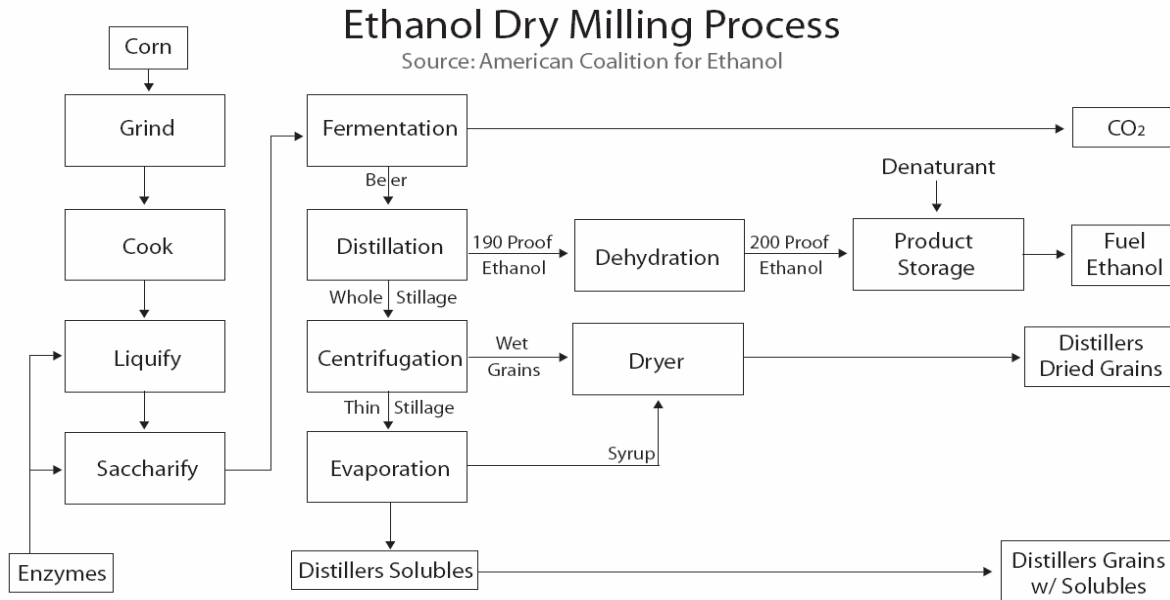 Ethanol Dry Milling Process
Source: American Coalition for Ethanol
Corn
Grind
Cook
Liquify
Saccharify
Enzymes
Fermentation
Beer
Distillation
Whole Stillage
Centrifugation
Thin Stillage
Evaporation
Distillers Solubles
190 Proof
Ethanol
Dehydration
200 Proof
Ethanol
Denaturant
Product
Storage
Wet
Grains
Dryer
Syrup
CO₂
Fuel
Ethanol
Distillers
Dried Grains
Distillers Grains
w/ Solubles